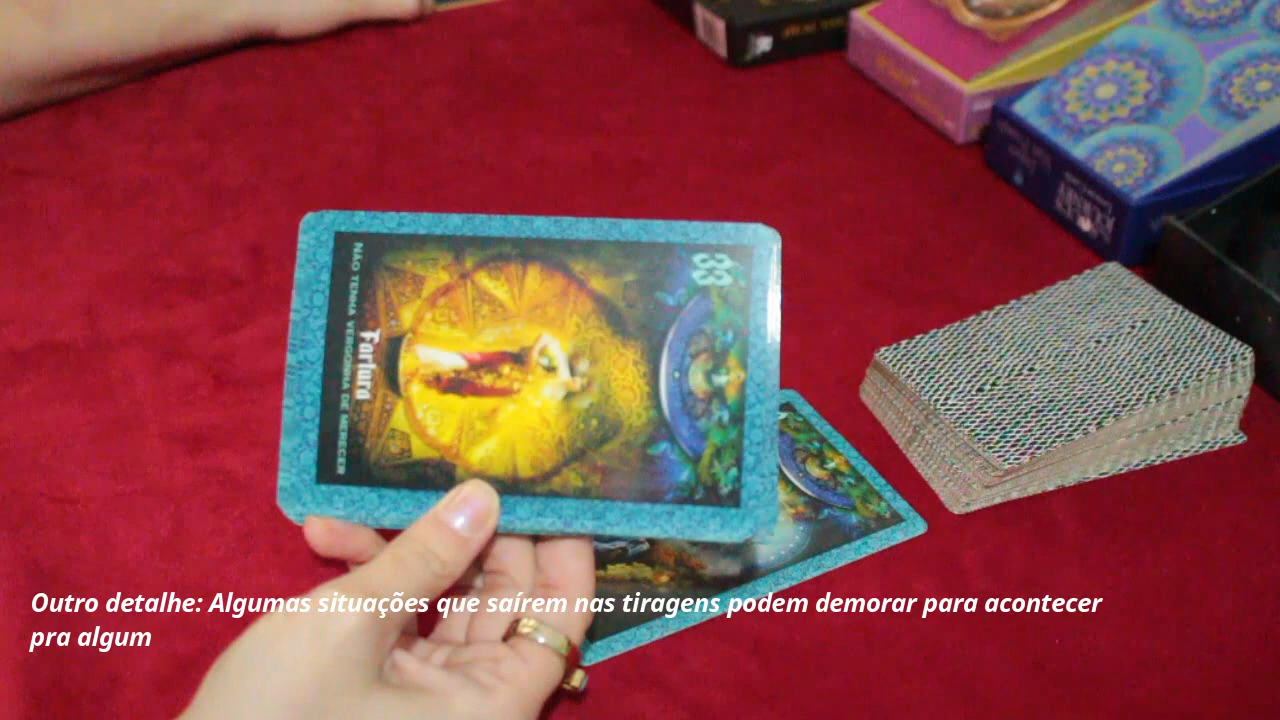 33
Fartura
NÃO TENHA VERGONHA DE MERECER
Outro detalhe: Algumas situações que saírem nas tiragens podem demorar para acontecer
pra algum